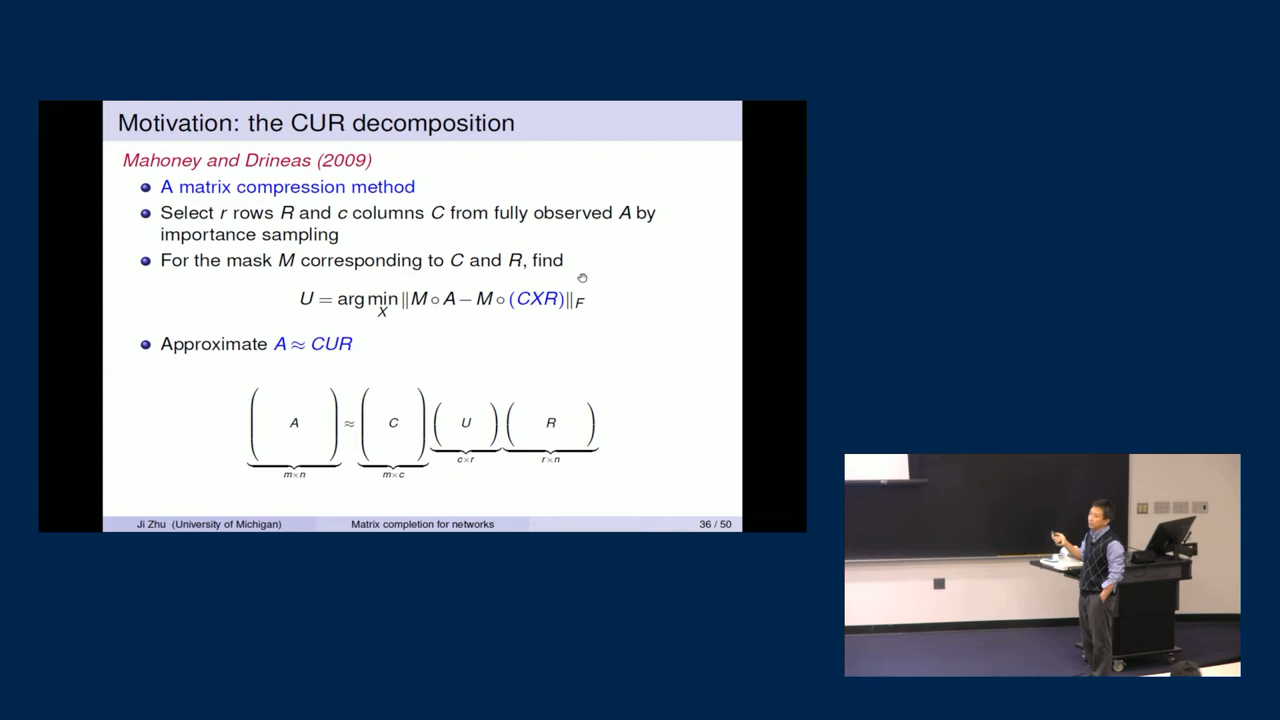 Motivation: the CUR decomposition
Mahoney and Drineas (2009)
A matrix compression method
Select r rows R and c columns C from fully observed A by
importance sampling
For the mask M corresponding to C and R, find
U = arg min_X ‖M ∘ A − M ∘ (CXR)‖_F
Approximate A ≈ CUR
( A ) ≈ ( C ) ( U ) ( R )
m×n m×c c×r r×n
Ji Zhu (University of Michigan) Matrix completion for networks 36 / 50